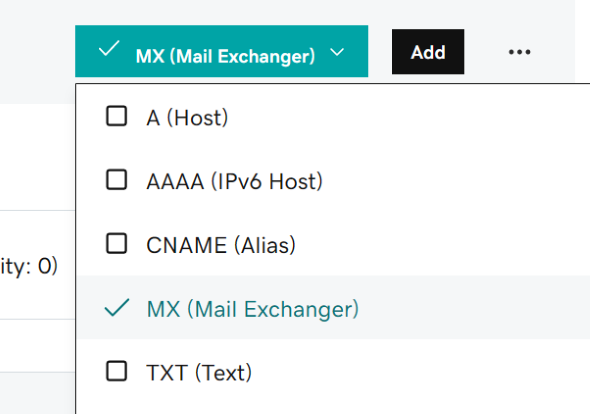 MX (Mail Exchanger)
Add
A (Host)
AAAA (IPv6 Host)
CNAME (Alias)
ity: 0)
MX (Mail Exchanger)
TXT (Text)